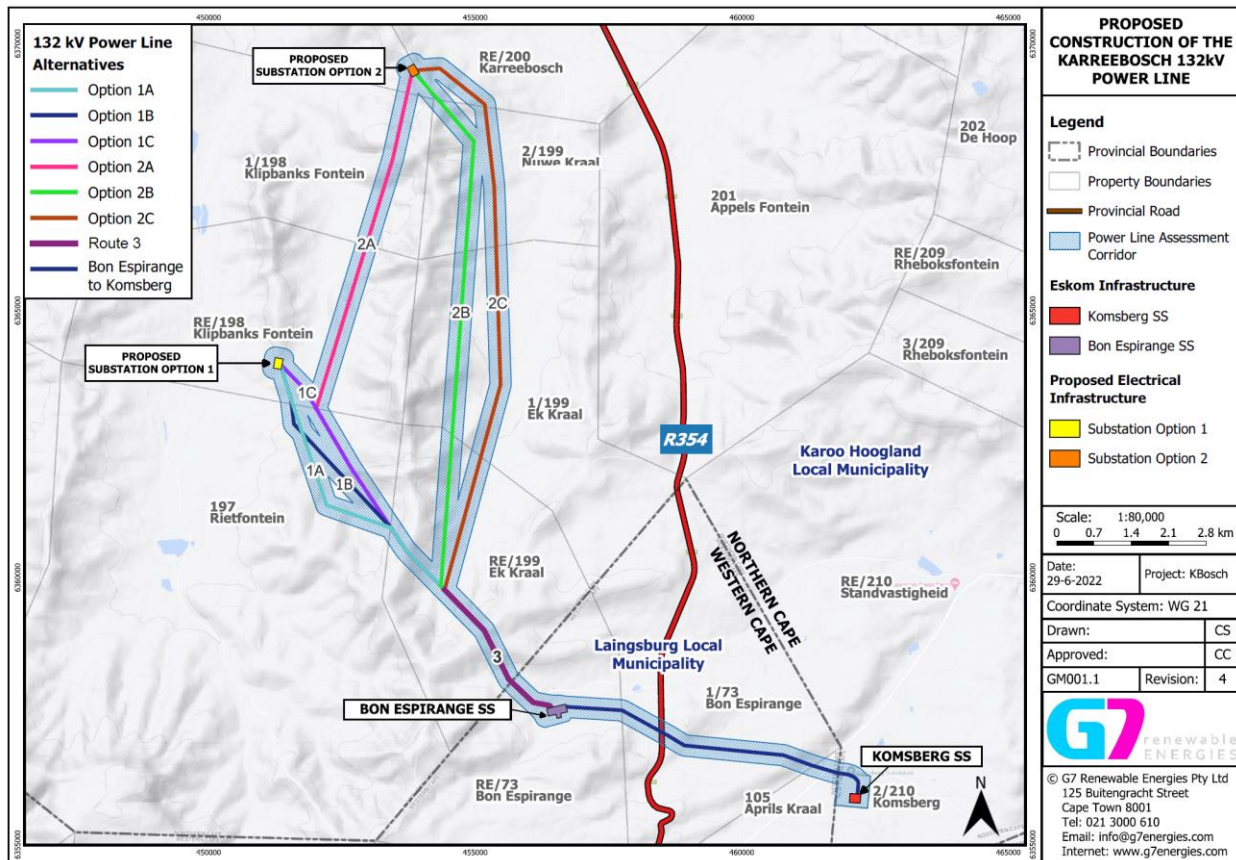 450000
455000
460000
465000
6370000
6365000
6360000
6355000
6370000
6365000
6360000
6355000
450000
455000
460000
465000
132 kV Power Line
Alternatives
Option 1A
Option 1B
Option 1C
Option 2A
Option 2B
Option 2C
Route 3
Bon Espirange
to Komsberg
PROPOSED
SUBSTATION OPTION 2
RE/200
Karreebosch
202
De Hoop
1/198
Klipbanks Fontein
2/199
Nuwe Kraal
201
Appels Fontein
2A
RE/209
Rheboksfontein
2B
2C
RE/198
Klipbanks Fontein
3/209
Rheboksfontein
PROPOSED
SUBSTATION OPTION 1
1C
1/199
Ek Kraal
R354
Karoo Hoogland
Local Municipality
1A
1B
197
Rietfontein
NORTHERN CAPE
WESTERN CAPE
RE/199
Ek Kraal
RE/210
Standvastigheid
3
Laingsburg Local
Municipality
1/73
Bon Espirange
BON ESPIRANGE SS
KOMSBERG SS
RE/73
Bon Espirange
105
Aprils Kraal
2/210
Komsberg
N
PROPOSED
CONSTRUCTION OF THE
KARREEBOSCH 132kV
POWER LINE
Legend
Provincial Boundaries
Property Boundaries
Provincial Road
Power Line Assessment
Corridor
Eskom Infrastructure
Komsberg SS
Bon Espirange SS
Proposed Electrical
Infrastructure
Substation Option 1
Substation Option 2
Scale: 1:80,000
0 0.7 1.4 2.1 2.8 km
Date:
29-6-2022
Project: KBosch
Coordinate System: WG 21
Drawn: CS
Approved: CC
GM001.1 Revision: 4
G7
renewable
ENERGIES
© G7 Renewable Energies Pty Ltd
125 Buitengracht Street
Cape Town 8001
Tel: 021 3000 610
Email: info@g7energies.com
Internet: www.g7energies.com